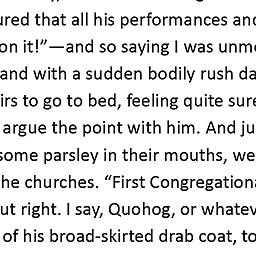 ured that all his performances and
on it!”—and so saying I was unm
and with a sudden bodily rush da
irs to go to bed, feeling quite sure
argue the point with him. And ju
some parsley in their mouths, we
he churches. “First Congregationa
ut right. I say, Quohog, or whatev
of his broad-skirted drab coat, to